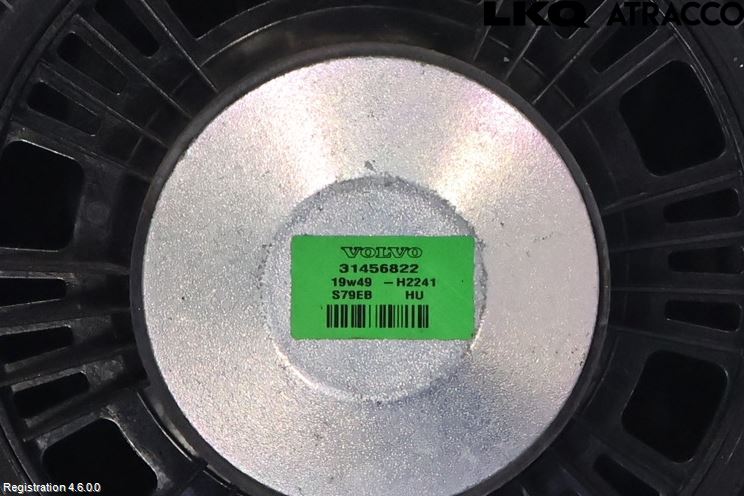 LKQ ATRACCO
VOLVO
31456822
19w49 -H2241
S79EB HU
Registration 4.6.0.0